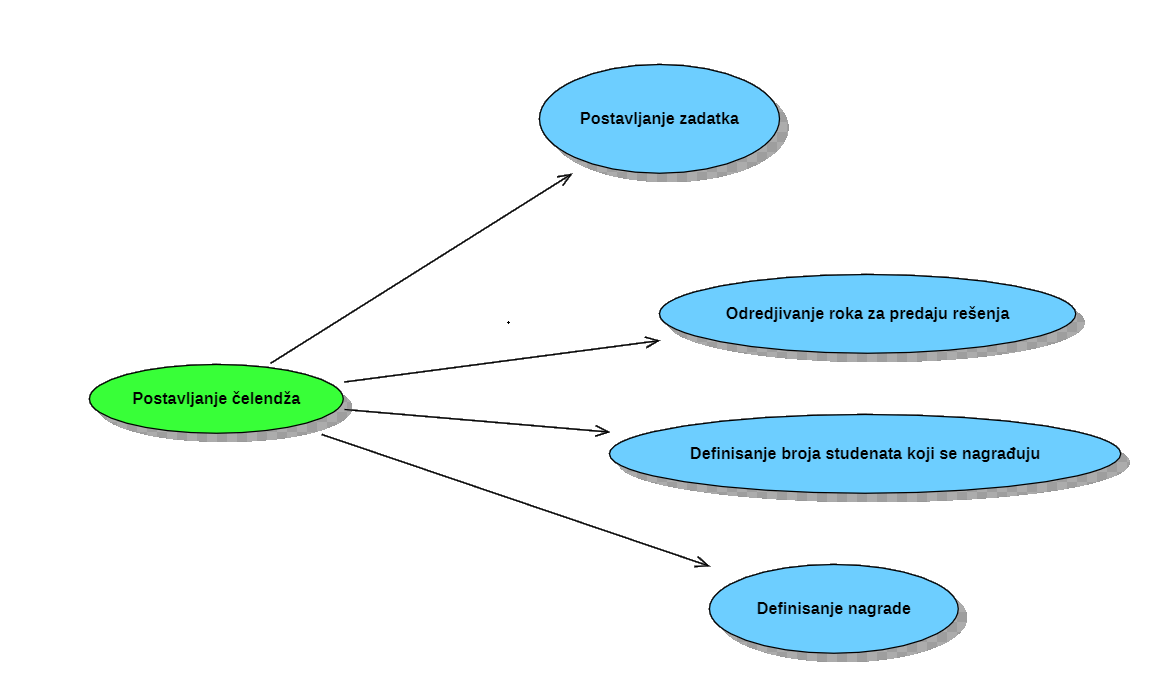 Postavljanje zadatka
Odredjivanje roka za predaju rešenja
Postavljanje čelendža
Definisanje broja studenata koji se nagrađuju
Definisanje nagrade